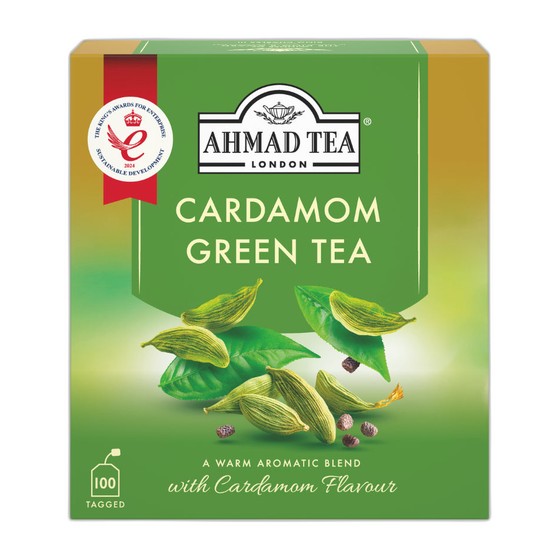 THE KING'S AWARDS FOR ENTERPRISE
2024
SUSTAINABLE DEVELOPMENT
AHMAD TEA®
LONDON
CARDAMOM
GREEN TEA
A WARM AROMATIC BLEND
with Cardamom Flavour
100
TAGGED